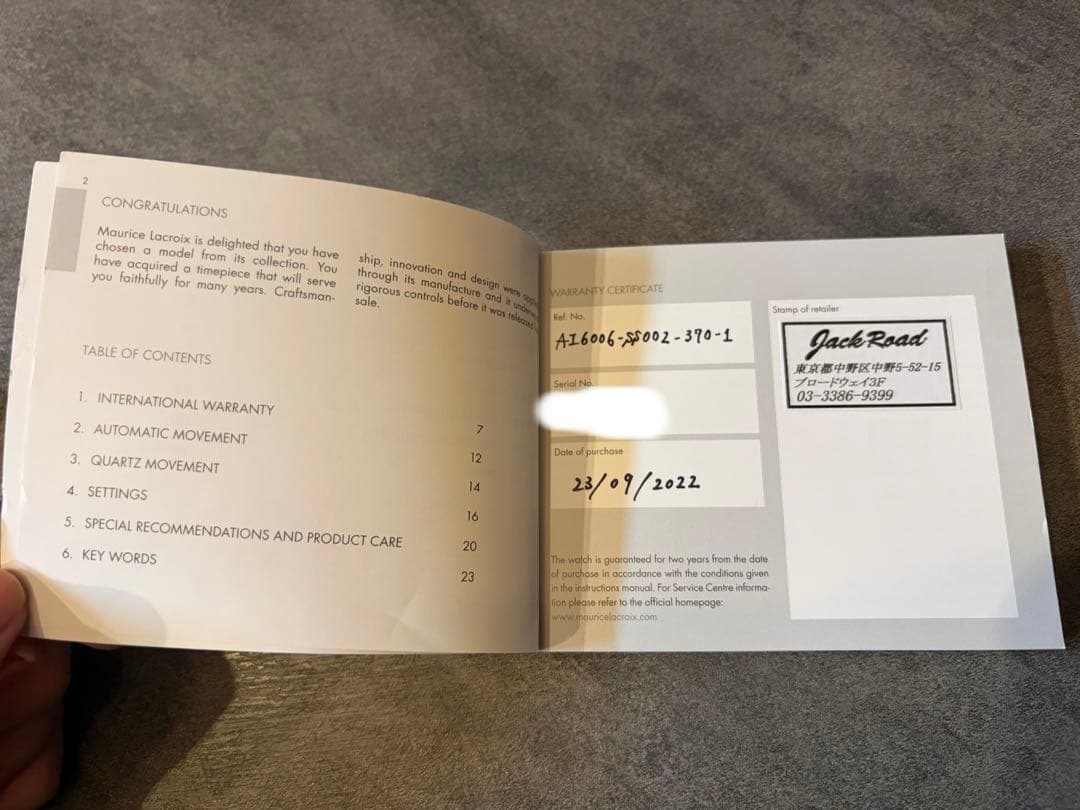 2
CONGRATULATIONS
Maurice Lacroix is delighted that you have
chosen a model from its collection. You
have acquired a timepiece that will serve
you faithfully for many years. Craftsman-
ship, innovation and design were
through its manufacture and it
rigorous controls before it was released
sale.
TABLE OF CONTENTS
1. INTERNATIONAL WARRANTY 7
2. AUTOMATIC MOVEMENT 12
3. QUARTZ MOVEMENT 14
4. SETTINGS 16
5. SPECIAL RECOMMENDATIONS AND PRODUCT CARE 20
6. KEY WORDS 23
WARRANTY CERTIFICATE
Ref. No.
AI6006-SS002-370-1
Serial No.
Date of purchase
23/09/2022
The watch is guaranteed for two years from the date
of purchase in accordance with the conditions given
in the instructions manual. For Service Centre informa-
tion please refer to the official homepage:
www.mauricelacroix.com
Stamp of retailer
Jack Road
東京都中野区中野5-52-15
ブロードウェイ3F
03-3386-9399